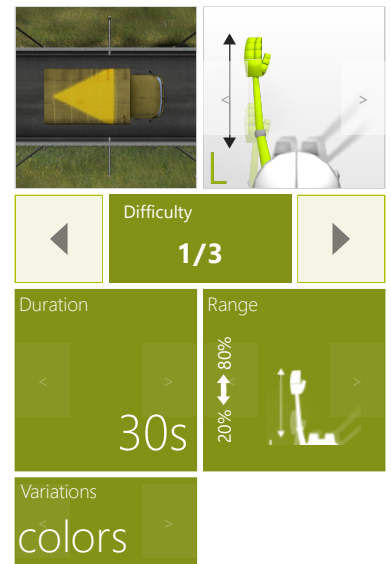 L
Difficulty
1/3
Duration
Range
20% 80%
30s
Variations
colors